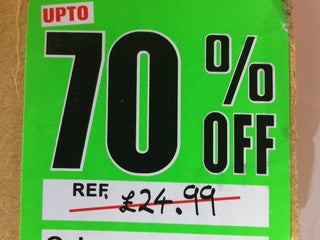 UPTO
70% OFF
REF. £24.99